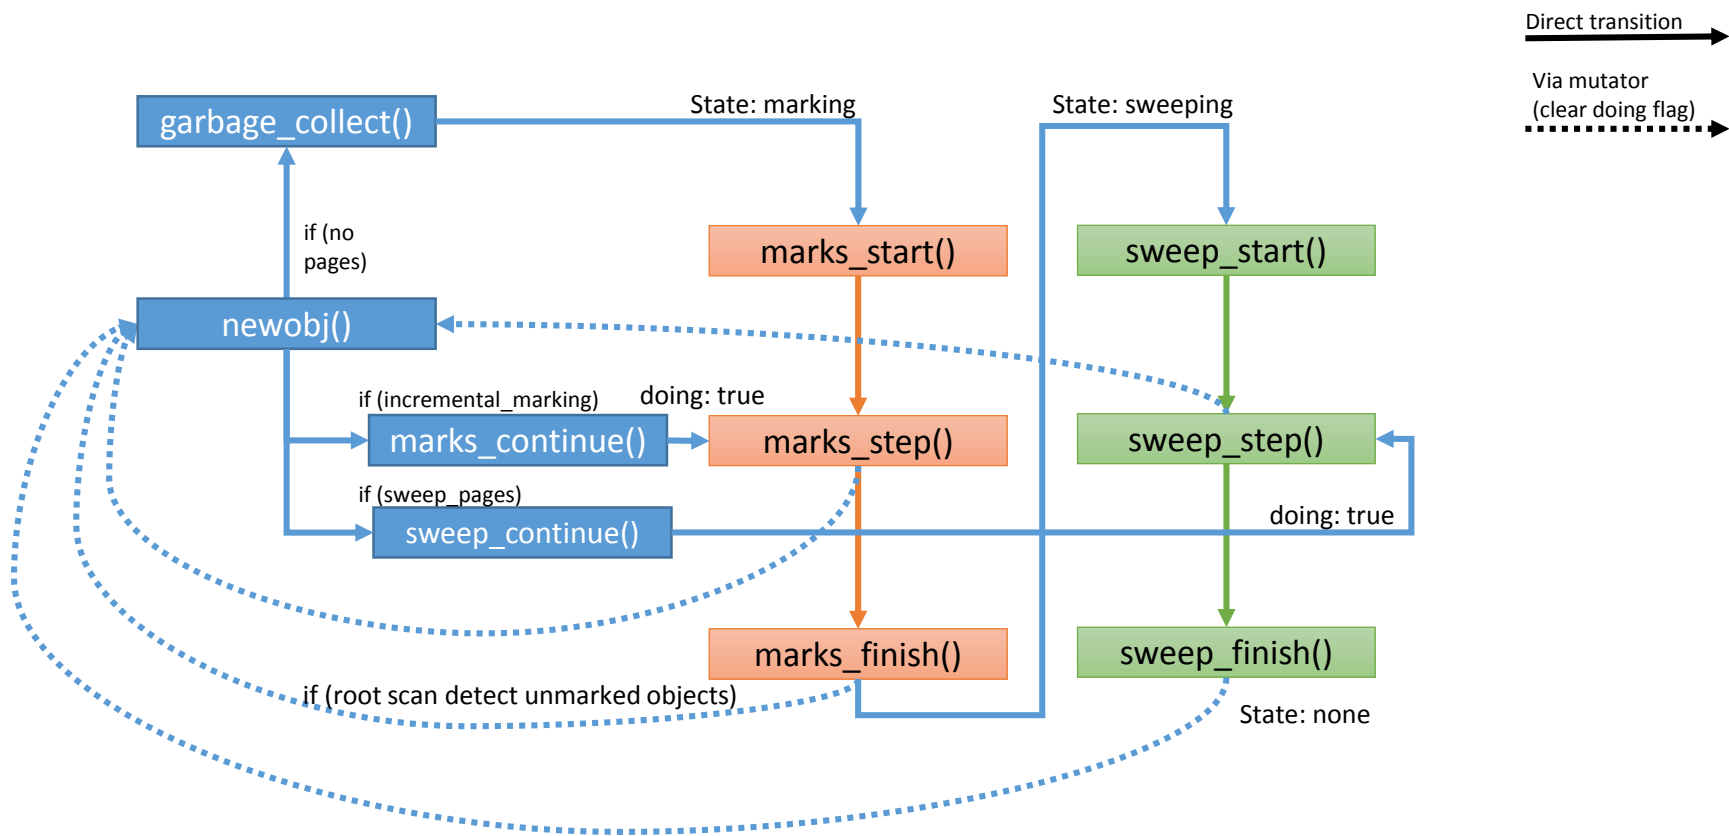 Direct transition
Via mutator
(clear doing flag)
State: marking
State: sweeping
garbage_collect()
if (no
pages)
marks_start()
sweep_start()
newobj()
if (incremental_marking)
doing: true
marks_continue()
marks_step()
sweep_step()
if (sweep_pages)
sweep_continue()
doing: true
marks_finish()
sweep_finish()
if (root scan detect unmarked objects)
State: none